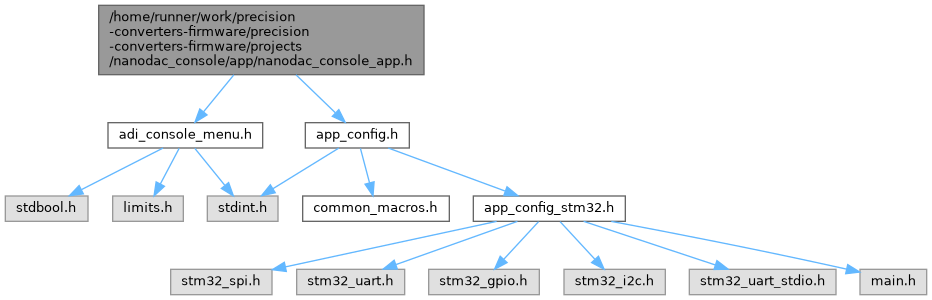 /home/runner/work/precision
-converters-firmware/precision
-converters-firmware/projects
/nanodac_console/app/nanodac_console_app.h
adi_console_menu.h
app_config.h
stdbool.h
limits.h
stdint.h
common_macros.h
app_config_stm32.h
stm32_spi.h
stm32_uart.h
stm32_gpio.h
stm32_i2c.h
stm32_uart_stdio.h
main.h